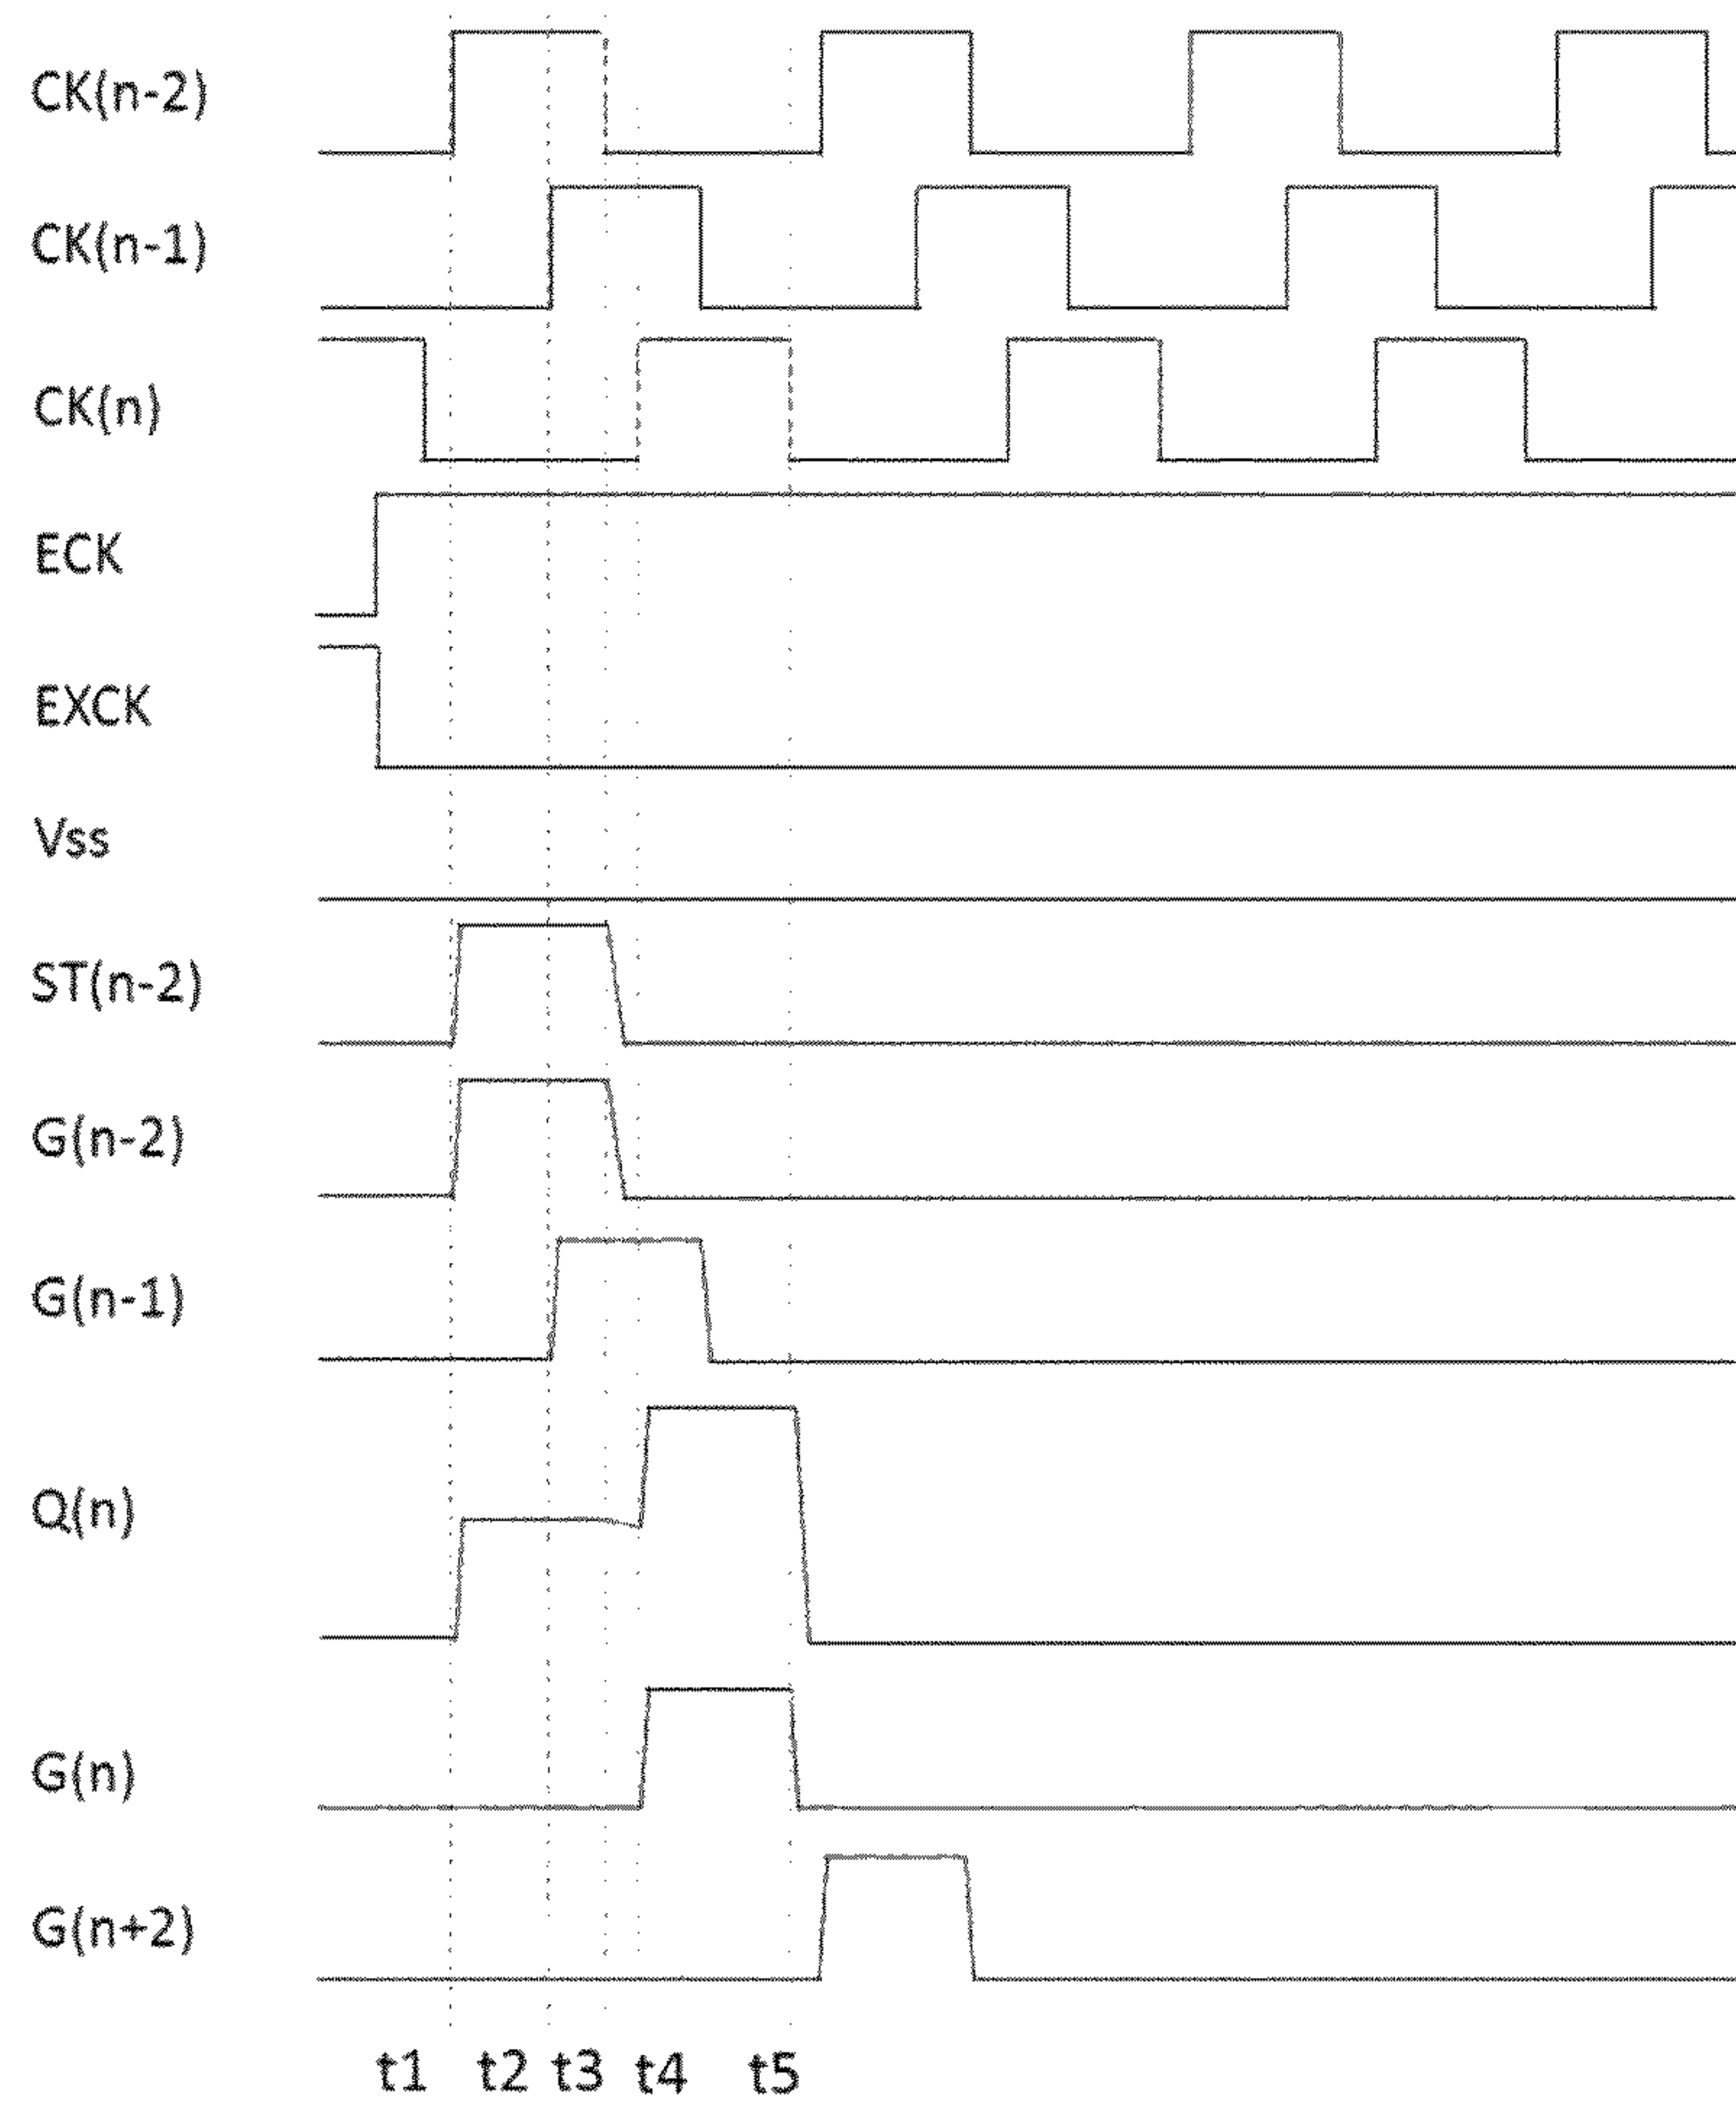 CK(n-2)
CK(n-1)
CK(n)
ECK
EXCK
Vss
ST(n-2)
G(n-2)
G(n-1)
Q(n)
G(n)
G(n+2)
t1 t2 t3 t4 t5